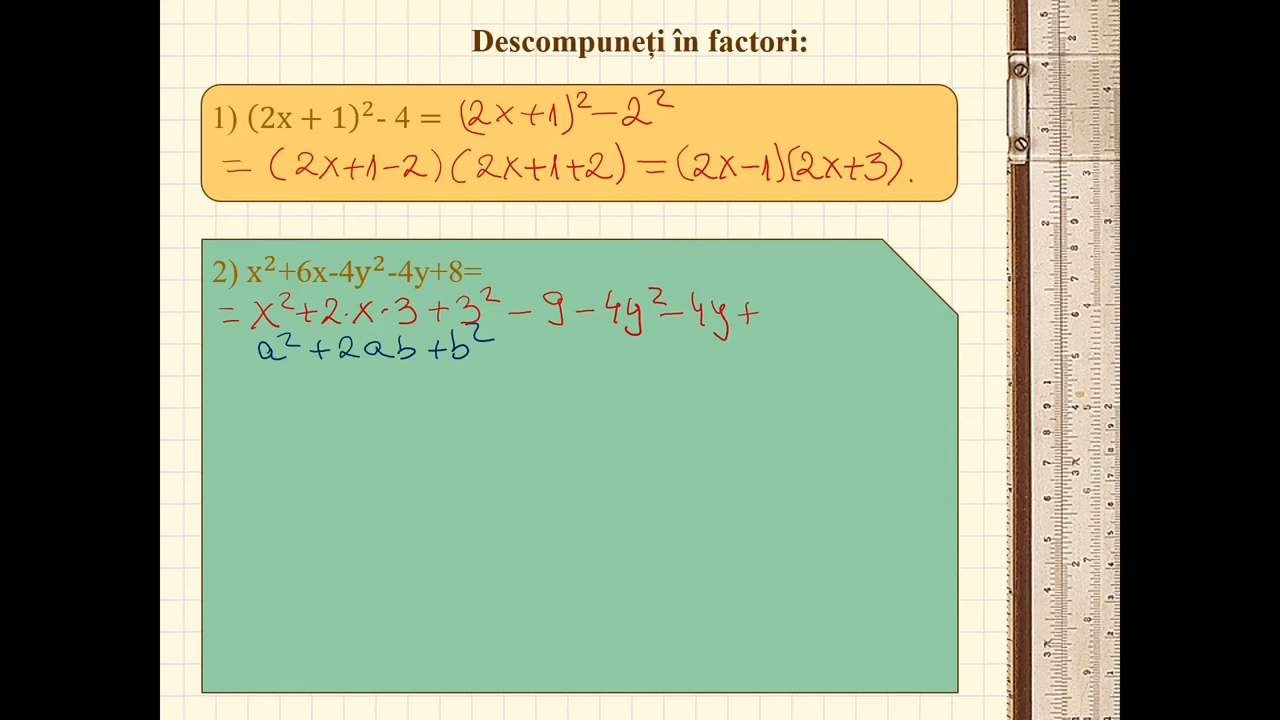 Descompuneți în factori:
1) (2x + 1)²- 4 = (2x+1)²-2²
= (2x+1-2)(2x+1+2) = (2x-1)(2x+3).
2) x²+6x-4y²-4y+8=
= x²+2·x·3+3² - 9 - 4y²-4y+
a²+2ab+b²